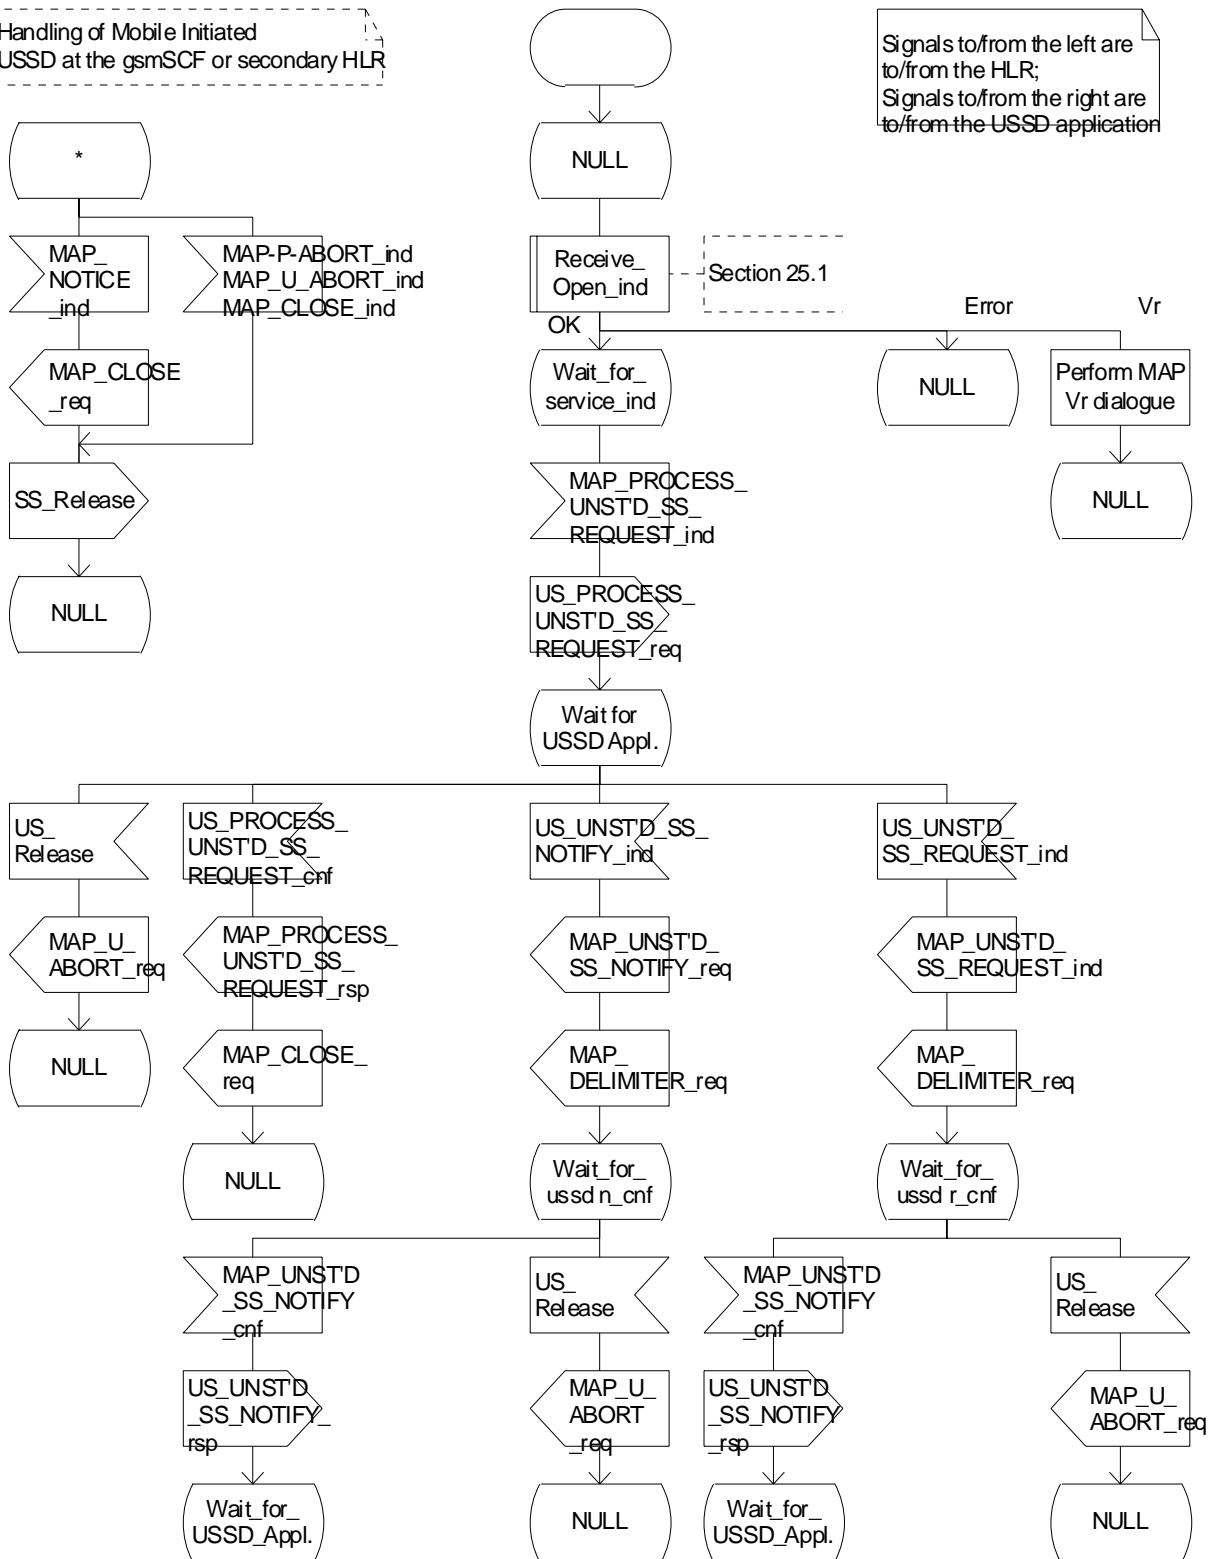 Handling of Mobile Initiated
USSD at the gsmSCF or secondary HLR
Signals to/from the left are
to/from the HLR;
Signals to/from the right are
to/from the USSD application
*
NULL
MAP_
NOTICE
_ind
MAP-P-ABORT_ind
MAP_U_ABORT_ind
MAP_CLOSE_ind
Receive_
Open_ind
Section 25.1
OK
Error
Vr
MAP_CLOSE
_req
Wait_for_
service_ind
NULL
Perform MAP
Vr dialogue
SS_Release
MAP_PROCESS_
UNST'D_SS_
REQUEST_ind
NULL
NULL
US_PROCESS_
UNST'D_SS_
REQUEST_req
Wait for
USSD Appl.
US_
Release
US_PROCESS_
UNST'D_SS_
REQUEST_cnf
US_UNST'D_SS_
NOTIFY_ind
US_UNST'D_
SS_REQUEST_ind
MAP_U_
ABORT_req
MAP_PROCESS_
UNST'D_SS_
REQUEST_rsp
MAP_UNST'D_
SS_NOTIFY_req
MAP_UNST'D_
SS_REQUEST_ind
NULL
MAP_CLOSE_
req
MAP_
DELIMITER_req
MAP_
DELIMITER_req
NULL
Wait_for_
ussd n_cnf
Wait_for_
ussd r_cnf
MAP_UNST'D
_SS_NOTIFY
_cnf
US_
Release
MAP_UNST'D
_SS_NOTIFY
_cnf
US_
Release
US_UNST'D
_SS_NOTIFY_
rsp
MAP_U_
ABORT
_req
US_UNST'D
_SS_NOTIFY
_rsp
MAP_U_
ABORT_req
Wait_for_
USSD_Appl.
NULL
Wait_for_
USSD_Appl.
NULL